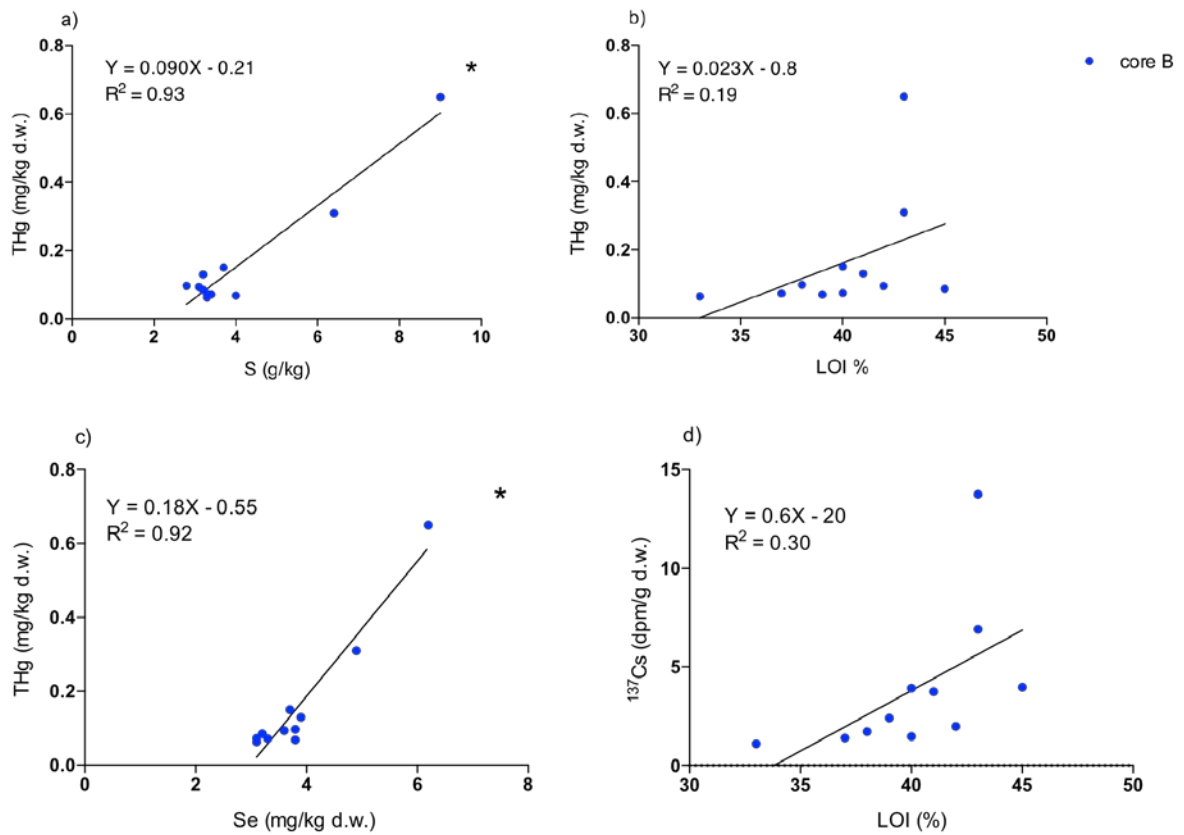 a)
Y = 0.090X - 0.21
R² = 0.93
*
THg (mg/kg d.w.)
0.8
0.6
0.4
0.2
0.0
0 2 4 6 8 10
S (g/kg)
b)
Y = 0.023X - 0.8
R² = 0.19
THg (mg/kg d.w.)
0.8
0.6
0.4
0.2
0.0
30 35 40 45 50
LOI %
core B
c)
Y = 0.18X - 0.55
R² = 0.92
*
THg (mg/kg d.w.)
0.8
0.6
0.4
0.2
0.0
0 2 4 6 8
Se (mg/kg d.w.)
d)
Y = 0.6X - 20
R² = 0.30
¹³⁷Cs (dpm/g d.w.)
15
10
5
0
30 35 40 45 50
LOI (%)